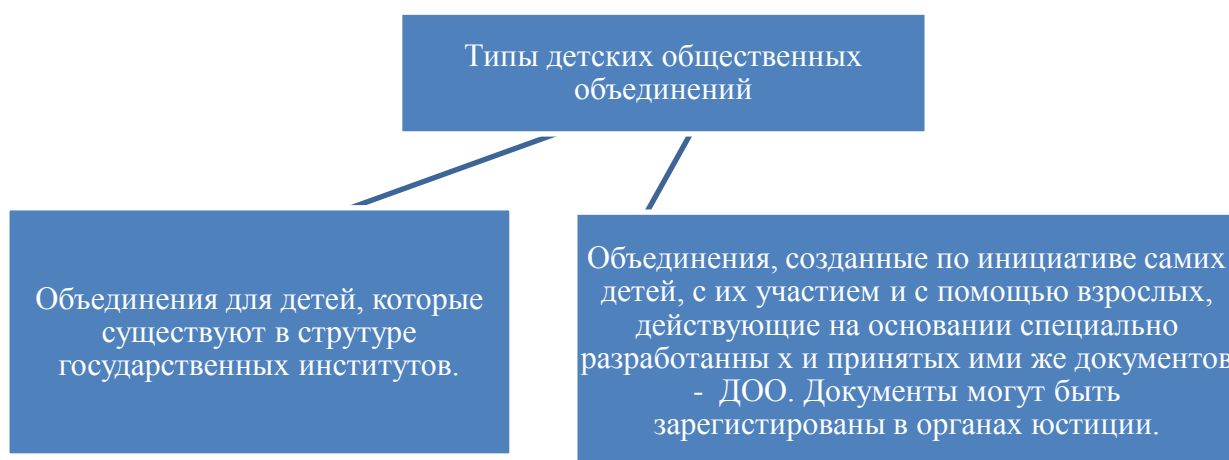 Типы детских общественных
объединений
Объединения для детей, которые
существуют в струтуре
государственных институтов.
Объединения, созданные по инициативе самих
детей, с их участием и с помощью взрослых,
действующие на основании специально
разработанны х и принятых ими же документов
- ДОО. Документы могут быть
зарегистированы в органах юстиции.